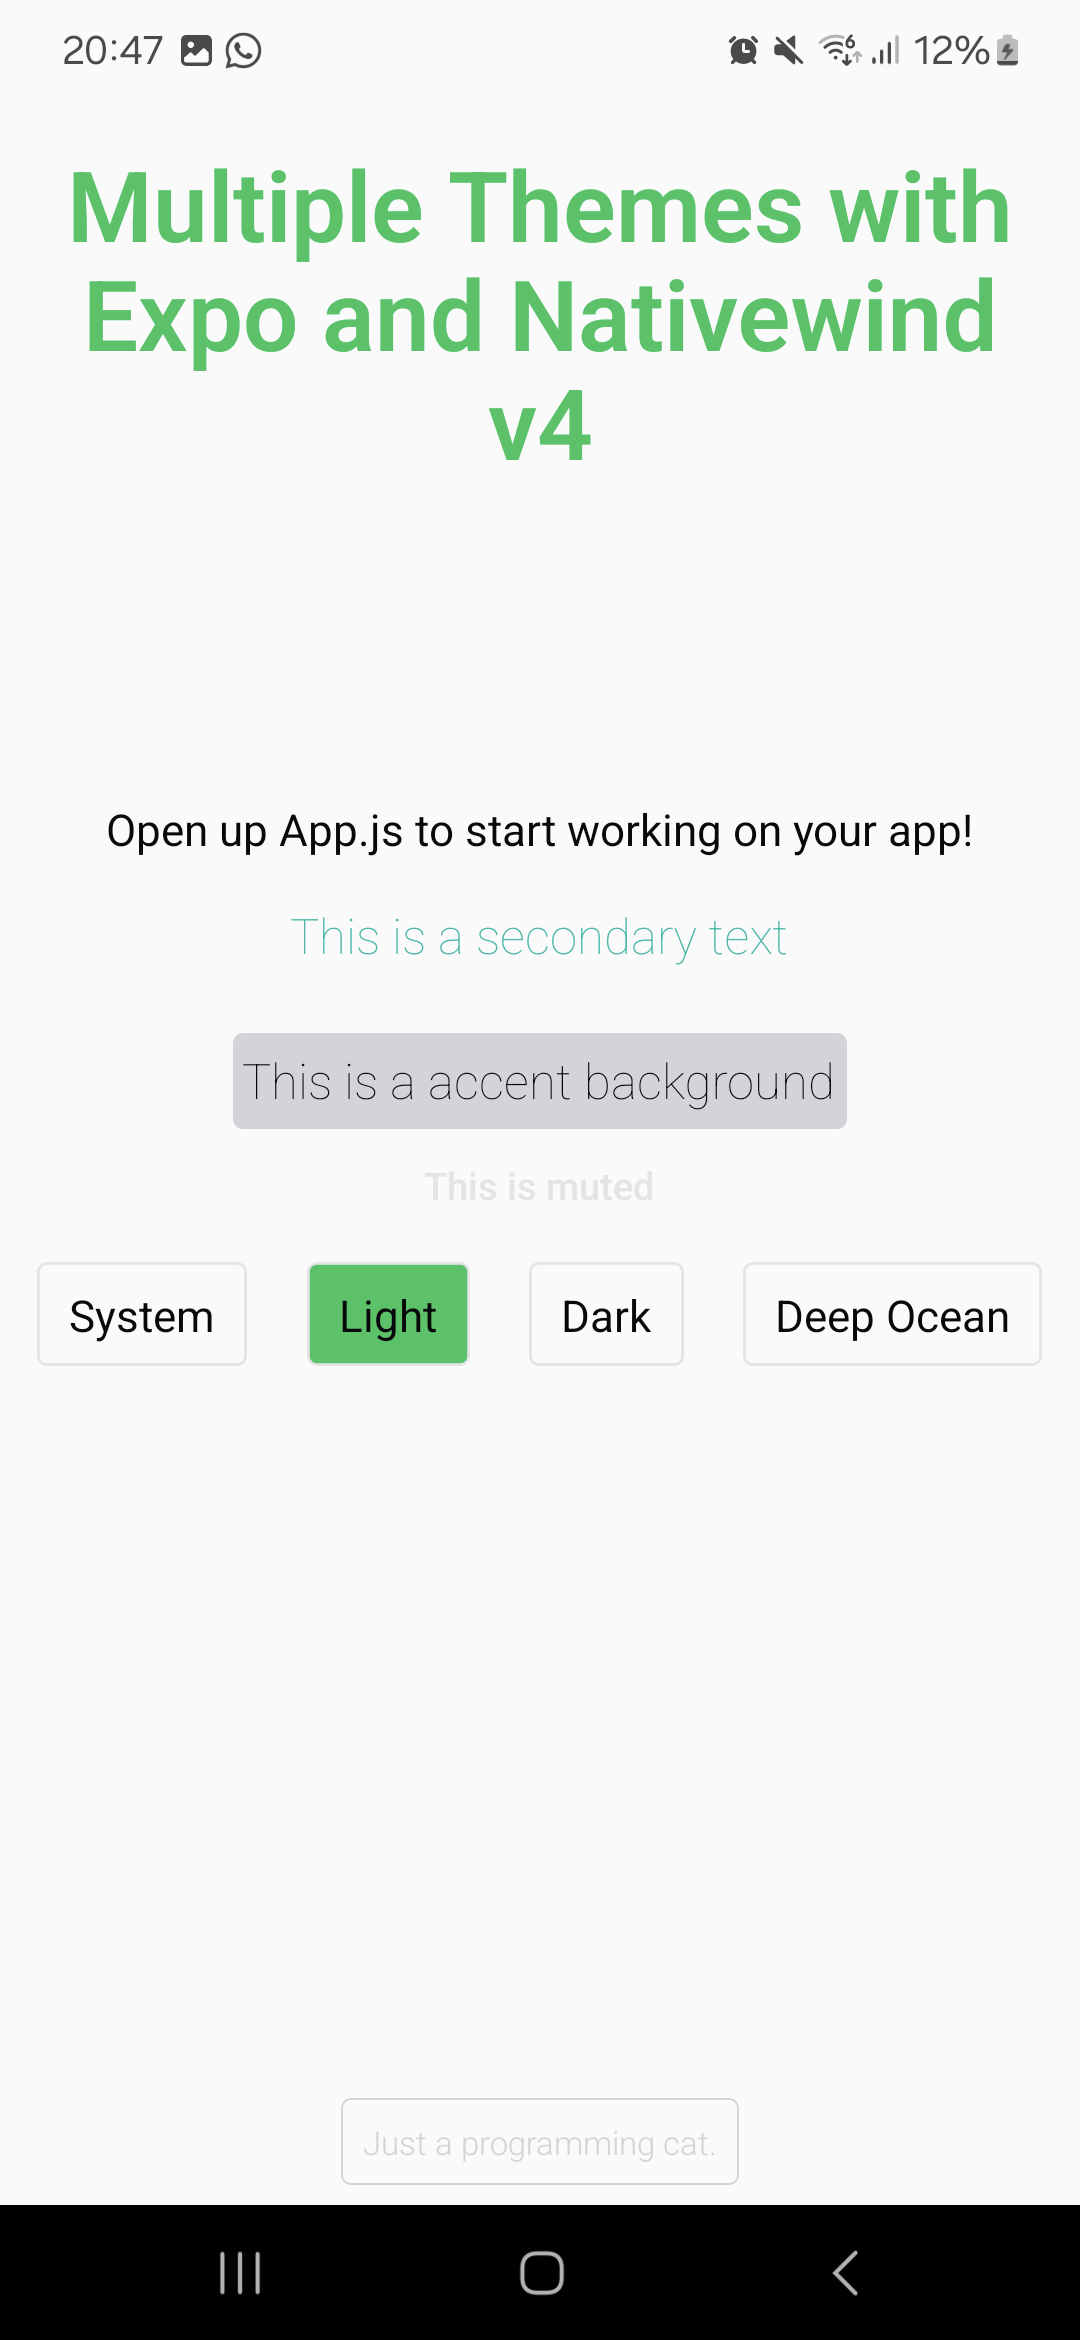 20:47 12%
Multiple Themes with
Expo and Nativewind
v4
Open up App.js to start working on your app!
This is a secondary text
This is a accent background
This is muted
System Light Dark Deep Ocean
Just a programming cat.